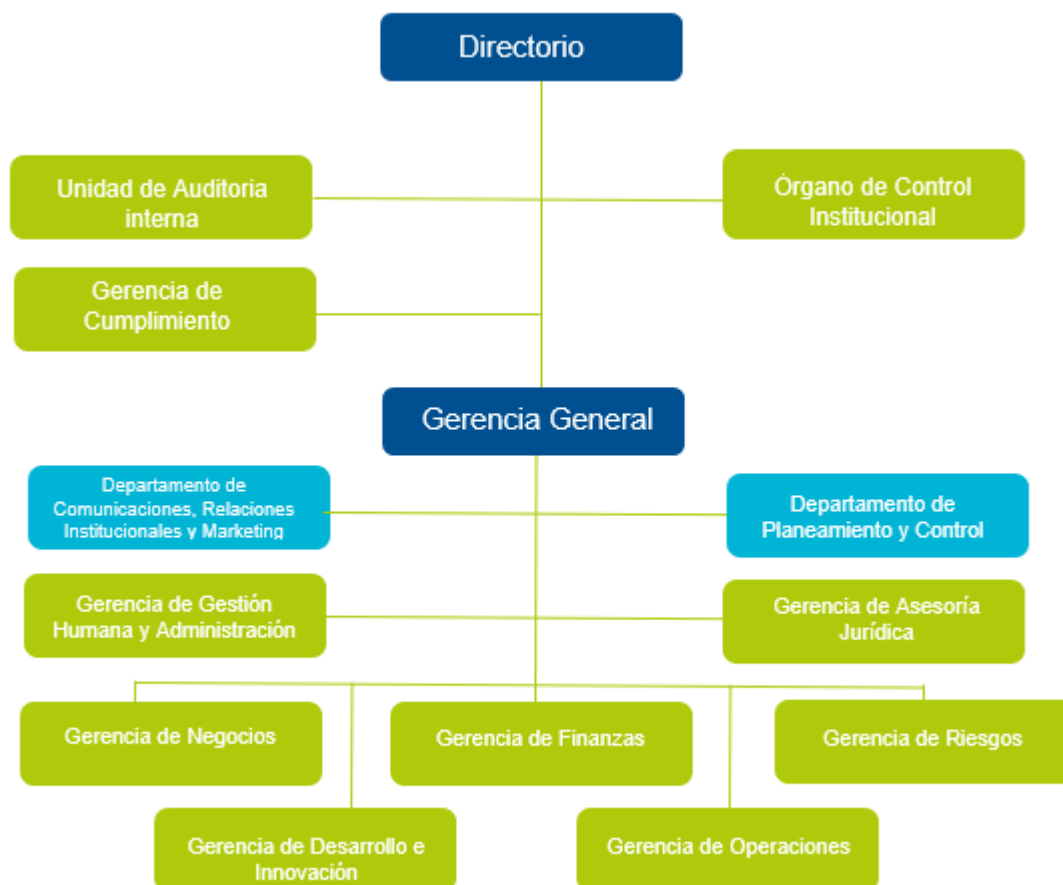 Directorio
Unidad de Auditoria
interna
Órgano de Control
Institucional
Gerencia de
Cumplimiento
Gerencia General
Departamento de
Comunicaciones, Relaciones
Institucionales y Marketing
Departamento de
Planeamiento y Control
Gerencia de Gestión
Humana y Administración
Gerencia de Asesoría
Jurídica
Gerencia de Negocios
Gerencia de Finanzas
Gerencia de Riesgos
Gerencia de Desarrollo e
Innovación
Gerencia de Operaciones